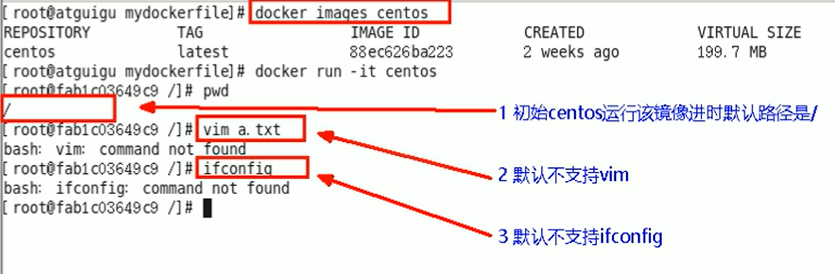 [ root@atguigu mydockerfile]# docker images centos
REPOSITORY TAG IMAGE ID CREATED VIRTUAL SIZE
centos latest 88ec626ba223 2 weeks ago 199.7 MB
[ root@atguigu mydockerfile]# docker run -it centos
[ root@fab1c03649c9 /]# pwd
/
1 初始centos运行该镜像进时默认路径是/
[ root@fab1c03649c9 /]# vim a.txt
bash: vim: command not found
2 默认不支持vim
[ root@fab1c03649c9 /]# ifconfig
bash: ifconfig: command not found
[ root@fab1c03649c9 /]#
3 默认不支持ifconfig